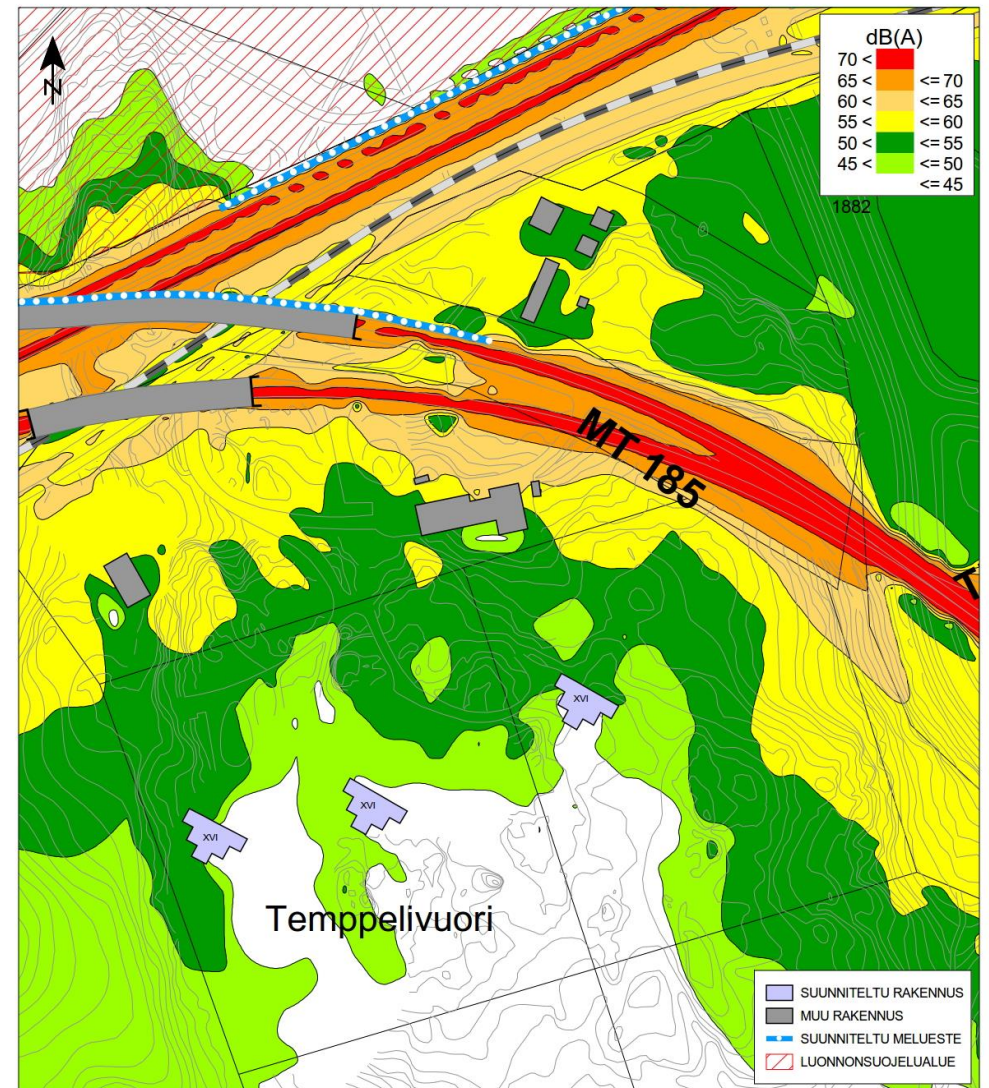 N
dB(A)
70 <
65 < <= 70
60 < <= 65
55 < <= 60
50 < <= 55
45 < <= 50
<= 45
1882
MT 185
XVI
XVI
XVI
Temppelivuori
SUUNNITELTU RAKENNUS
MUU RAKENNUS
SUUNNITELTU MELUESTE
LUONNONSUOJELUALUE